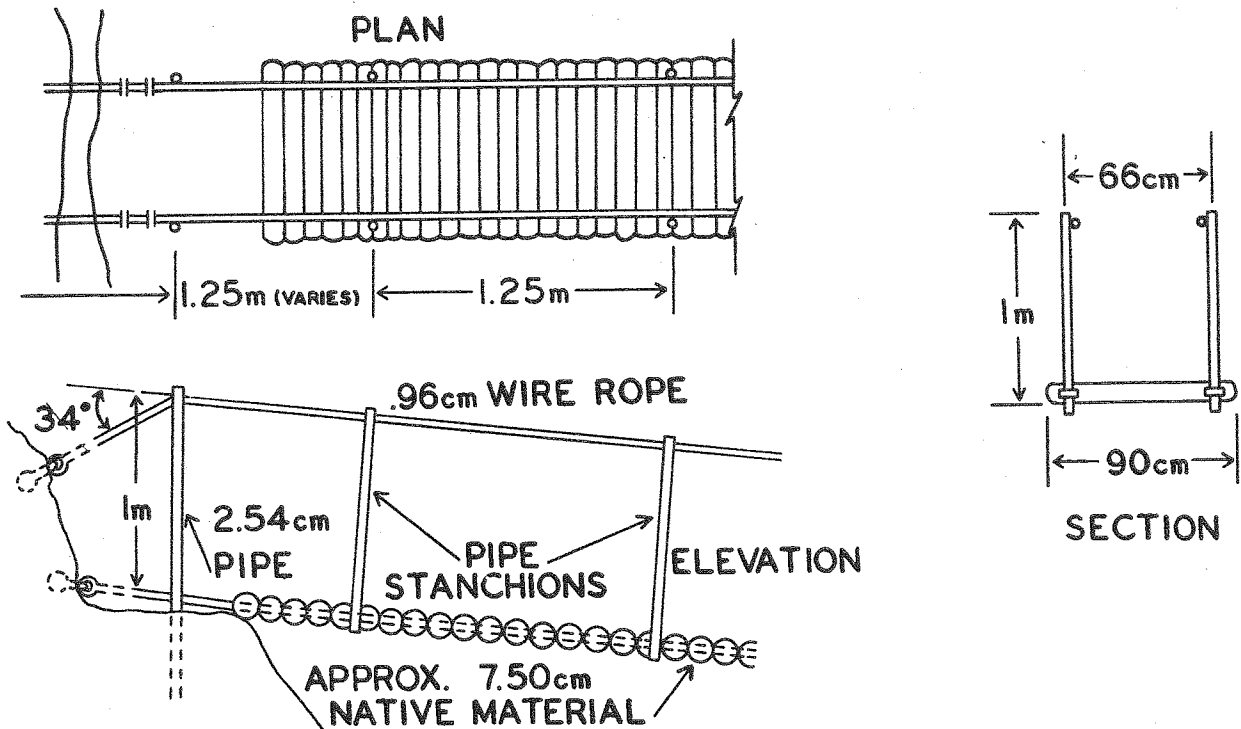 PLAN
1.25m (VARIES)
1.25m
66cm
1m
90cm
SECTION
34°
.96cm WIRE ROPE
1m
2.54cm
PIPE
PIPE
STANCHIONS
ELEVATION
APPROX. 7.50cm
NATIVE MATERIAL